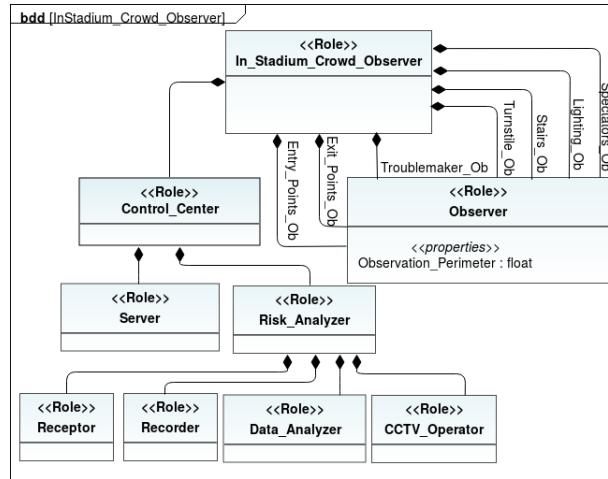 bdd [InStadium_Crowd_Observer]
<<Role>>
In_Stadium_Crowd_Observer
Entry_Points_Ob
Exit_Points_Ob
Troublemaker_Ob
Turnstile_Ob
Stairs_Ob
Lighting_Ob
Spectators_Ob
<<Role>>
Control_Center
<<Role>>
Observer
<<properties>>
Observation_Perimeter : float
<<Role>>
Server
<<Role>>
Risk_Analyzer
<<Role>>
Receptor
<<Role>>
Recorder
<<Role>>
Data_Analyzer
<<Role>>
CCTV_Operator